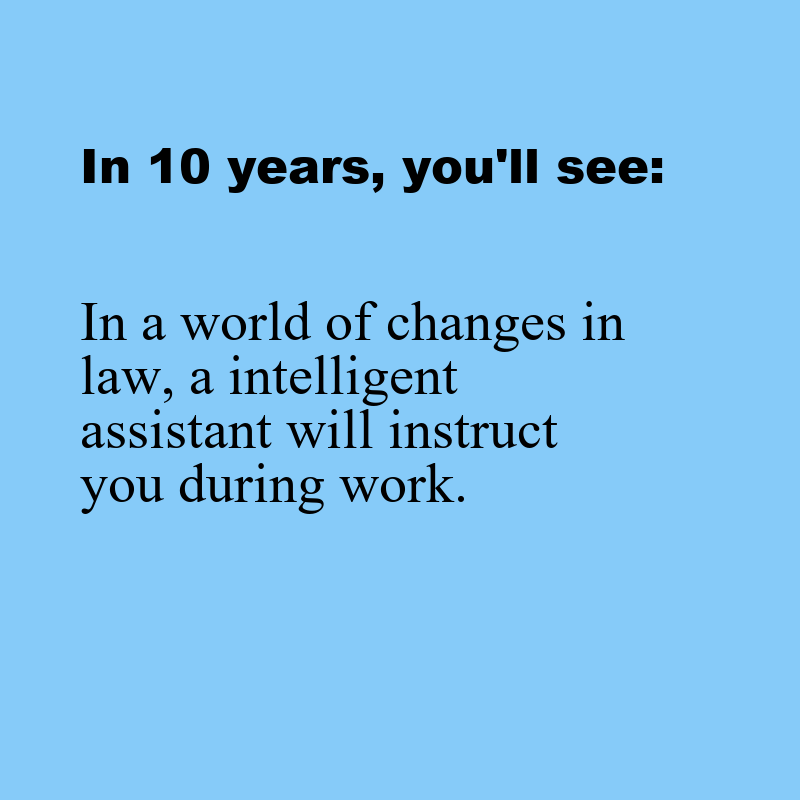 In 10 years, you'll see:
In a world of changes in
law, a intelligent
assistant will instruct
you during work.